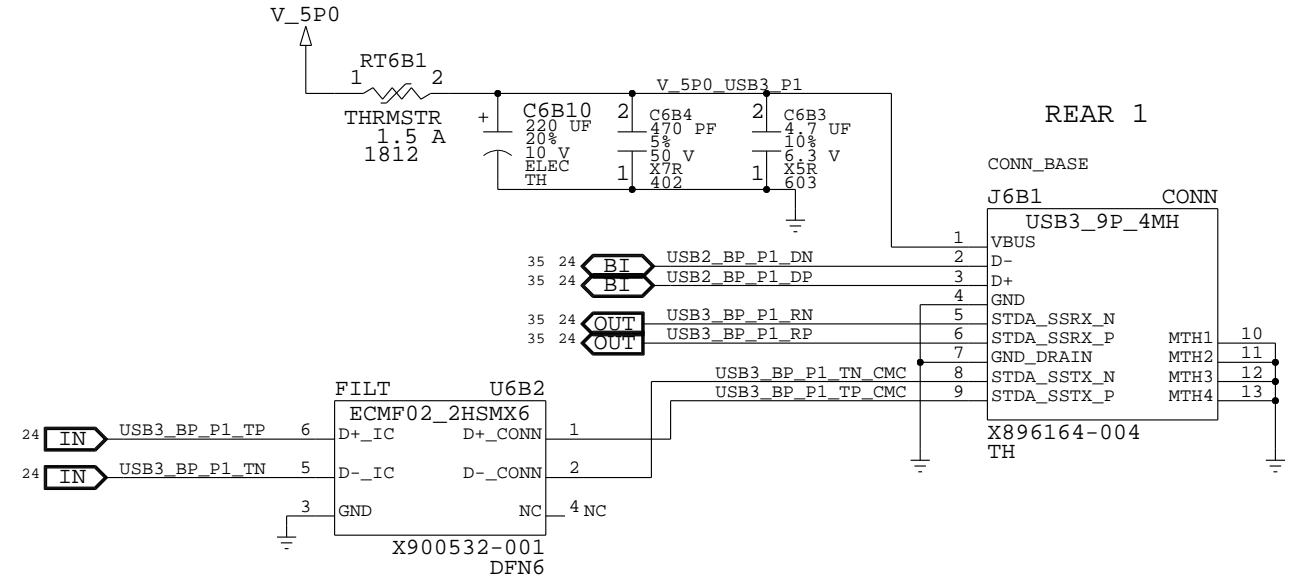 V_5P0
RT6B1
1 2
THRMSTR
1.5 A
1812
V_5P0_USB3_P1
+
C6B10
220 UF
20%
10 V
ELEC
TH
2
C6B4
470 PF
5%
50 V
X7R
402
1
2
C6B3
4.7 UF
10%
6.3 V
X5R
603
1
REAR 1
CONN_BASE
J6B1 CONN
USB3_9P_4MH
1 VBUS
35 24 BI USB2_BP_P1_DN 2 D-
35 24 BI USB2_BP_P1_DP 3 D+
4 GND
35 24 OUT USB3_BP_P1_RN 5 STDA_SSRX_N
35 24 OUT USB3_BP_P1_RP 6 STDA_SSRX_P MTH1 10
7 GND_DRAIN MTH2 11
USB3_BP_P1_TN_CMC 8 STDA_SSTX_N MTH3 12
USB3_BP_P1_TP_CMC 9 STDA_SSTX_P MTH4 13
X896164-004
TH
FILT U6B2
ECMF02_2HSMX6
24 IN USB3_BP_P1_TP 6 D+_IC D+_CONN 1
24 IN USB3_BP_P1_TN 5 D-_IC D-_CONN 2
3 GND NC 4 NC
X900532-001
DFN6